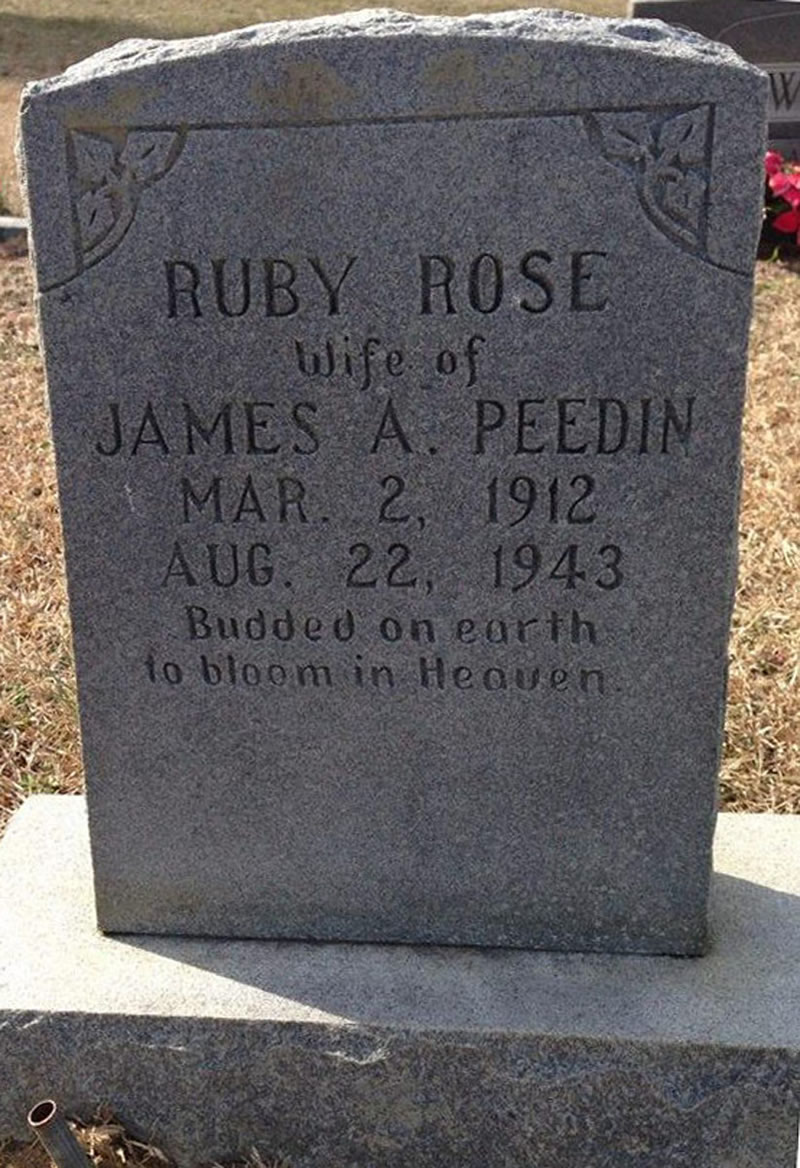 RUBY ROSE
Wife of
JAMES A. PEEDIN
MAR. 2, 1912
AUG. 22, 1943
Budded on earth
to bloom in Heaven.
W